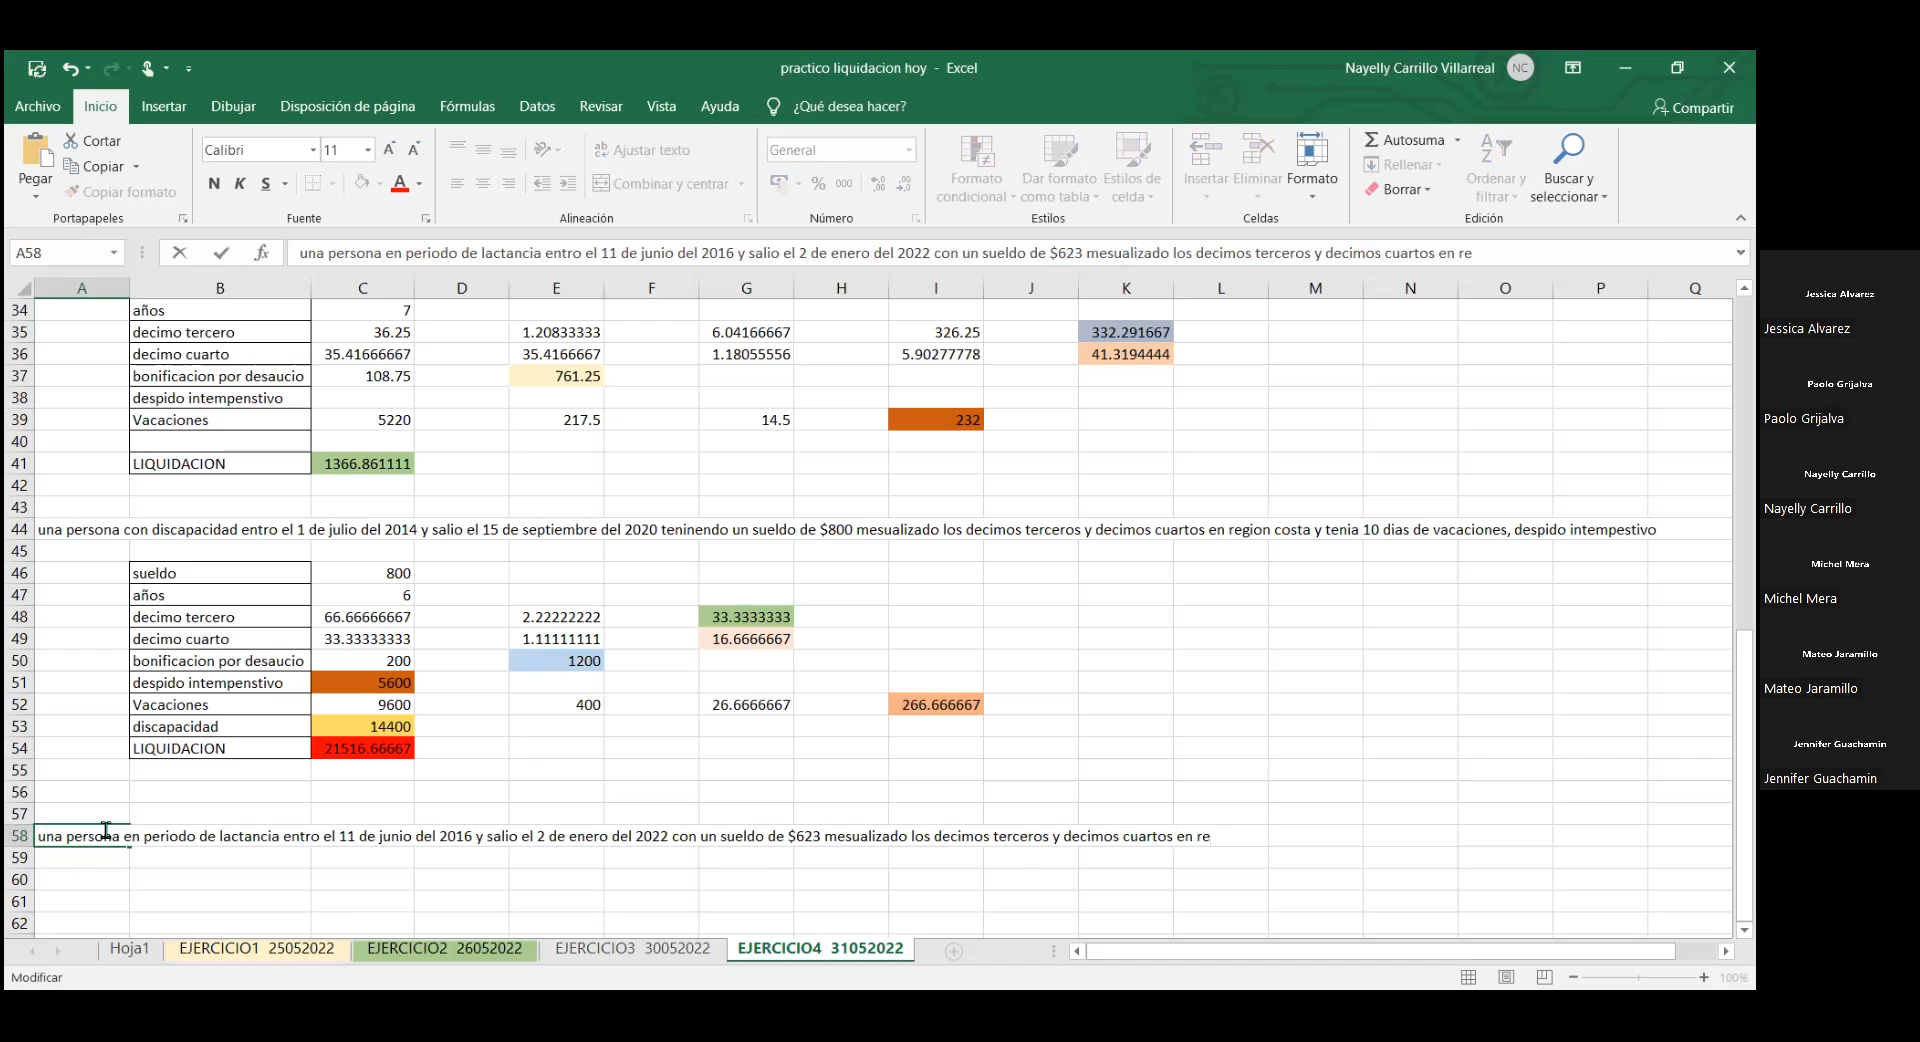 practico liquidacion hoy - Excel
Nayelly Carrillo Villarreal NC
Archivo Inicio Insertar Dibujar Disposición de página Fórmulas Datos Revisar Vista Ayuda ¿Qué desea hacer? Compartir
Pegar Cortar Copiar Copiar formato
Portapapeles
Calibri 11
N K S
Fuente
Ajustar texto
Combinar y centrar
Alineación
General
% 000
Número
Formato condicional Dar formato como tabla Estilos de celda
Estilos
Insertar Eliminar Formato
Celdas
Autosuma
Rellenar
Borrar
Ordenar y filtrar Buscar y seleccionar
Edición
A58 fx una persona en periodo de lactancia entro el 11 de junio del 2016 y salio el 2 de enero del 2022 con un sueldo de $623 mesualizado los decimos terceros y decimos cuartos en re
A B C D E F G H I J K L M N O P Q
34 años 7
35 decimo tercero 36.25 1.20833333 6.04166667 326.25 332.291667
36 decimo cuarto 35.41666667 35.4166667 1.18055556 5.90277778 41.3194444
37 bonificacion por desaucio 108.75 761.25
38 despido intempenstivo
39 Vacaciones 5220 217.5 14.5 232
40
41 LIQUIDACION 1366.861111
42
43
44 una persona con discapacidad entro el 1 de julio del 2014 y salio el 15 de septiembre del 2020 teninendo un sueldo de $800 mesualizado los decimos terceros y decimos cuartos en region costa y tenia 10 dias de vacaciones, despido intempestivo
45
46 sueldo 800
47 años 6
48 decimo tercero 66.66666667 2.22222222 33.3333333
49 decimo cuarto 33.33333333 1.11111111 16.6666667
50 bonificacion por desaucio 200 1200
51 despido intempenstivo 5600
52 Vacaciones 9600 400 26.6666667 266.666667
53 discapacidad 14400
54 LIQUIDACION 21516.66667
55
56
57
58 una persona en periodo de lactancia entro el 11 de junio del 2016 y salio el 2 de enero del 2022 con un sueldo de $623 mesualizado los decimos terceros y decimos cuartos en re
59
60
61
62
Hoja1 EJERCICIO1 25052022 EJERCICIO2 26052022 EJERCICIO3 30052022 EJERCICIO4 31052022
Modificar 100%
Jessica Alvarez
Jessica Alvarez
Paolo Grijalva
Paolo Grijalva
Nayelly Carrillo
Nayelly Carrillo
Michel Mera
Michel Mera
Mateo Jaramillo
Mateo Jaramillo
Jennifer Guachamin
Jennifer Guachamin